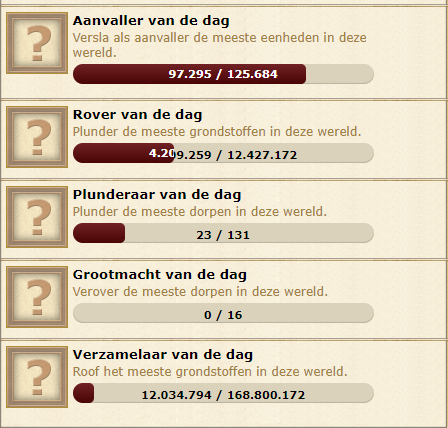 Aanvaller van de dag
Versla als aanvaller de meeste eenheden in deze
wereld.
97.295 / 125.684
?
Rover van de dag
Plunder de meeste grondstoffen in deze wereld.
4.209.259 / 12.427.172
?
Plunderaar van de dag
Plunder de meeste dorpen in deze wereld.
23 / 131
?
Grootmacht van de dag
Verover de meeste dorpen in deze wereld.
0 / 16
?
Verzamelaar van de dag
Roof het meeste grondstoffen in deze wereld.
12.034.794 / 168.800.172
?